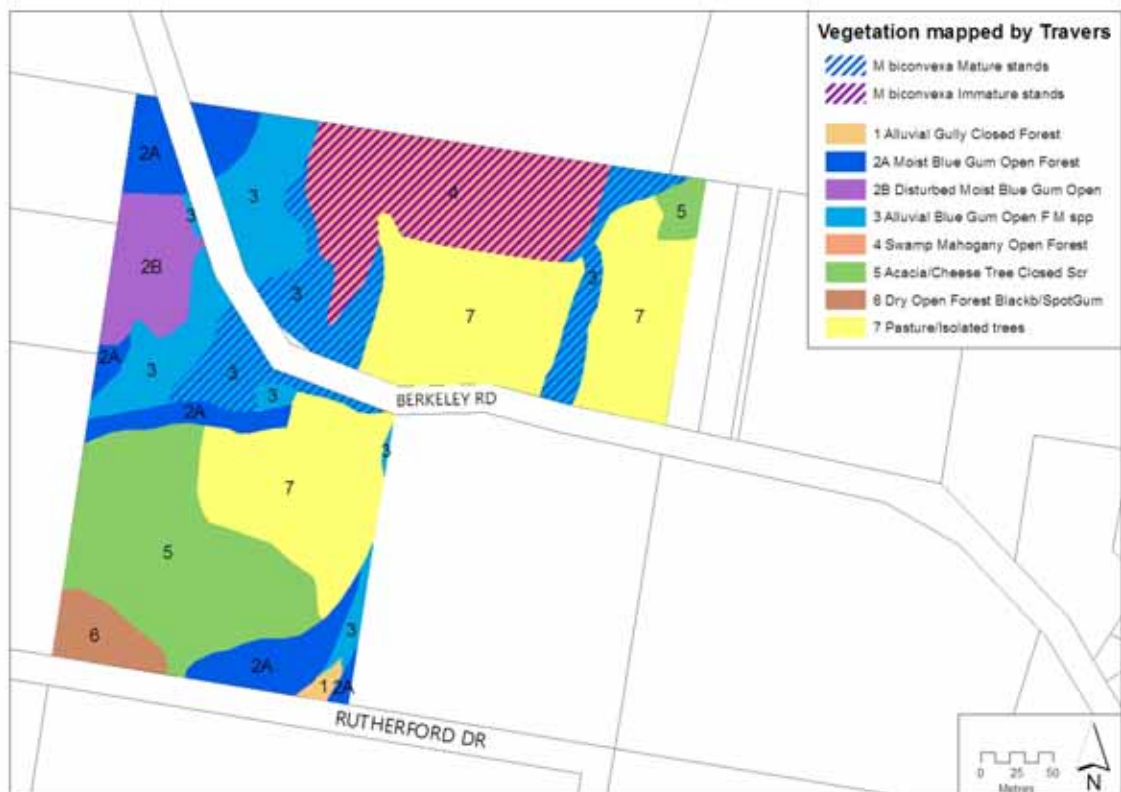 Vegetation mapped by Travers
M biconvexa Mature stands
M biconvexa Immature stands
1 Alluvial Gully Closed Forest
2A Moist Blue Gum Open Forest
2B Disturbed Moist Blue Gum Open
3 Alluvial Blue Gum Open F M spp
4 Swamp Mahogany Open Forest
5 Acacia/Cheese Tree Closed Scr
6 Dry Open Forest Blackb/SpotGum
7 Pasture/Isolated trees
2A
3
4
3
5
2B
3
3
7
7
2A
3
3
3
BERKELEY RD
2A
3
7
5
6
3
2A
1
2A
RUTHERFORD DR
0 25 50
Metres
N